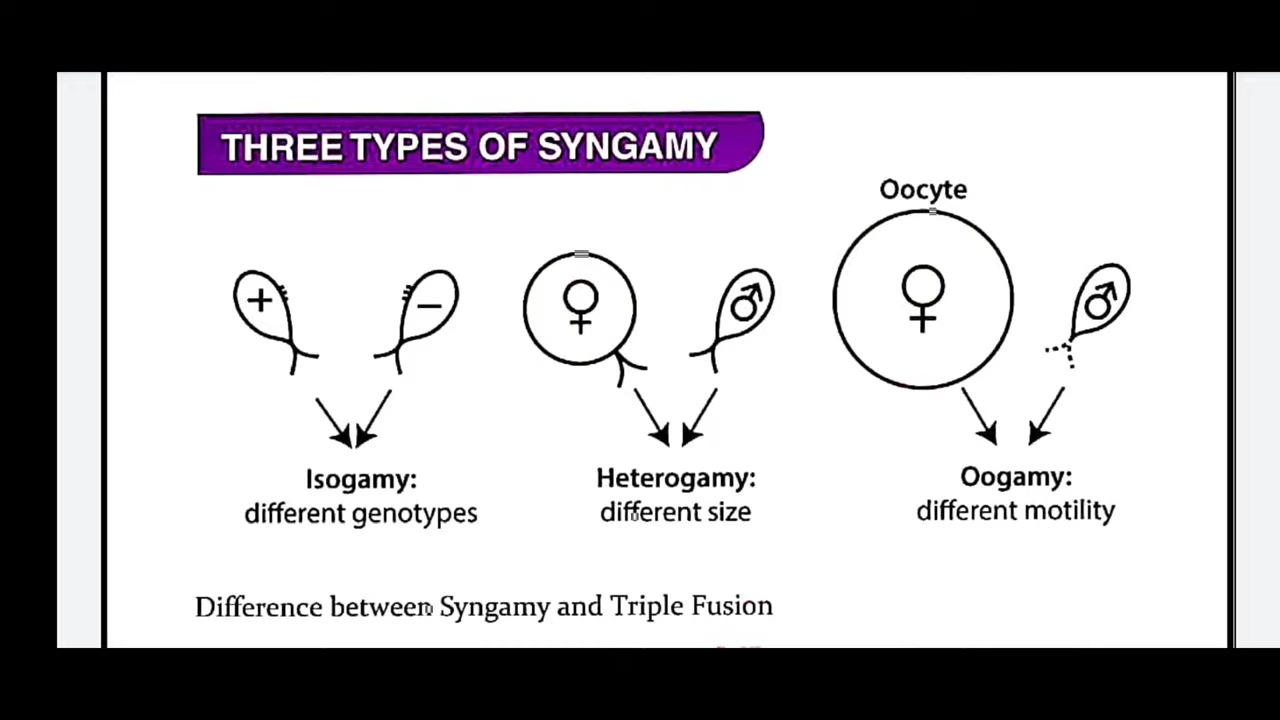 THREE TYPES OF SYNGAMY
Oocyte
+
−
♀
♂
♀
♂
Isogamy:
different genotypes
Heterogamy:
different size
Oogamy:
different motility
Difference between Syngamy and Triple Fusion